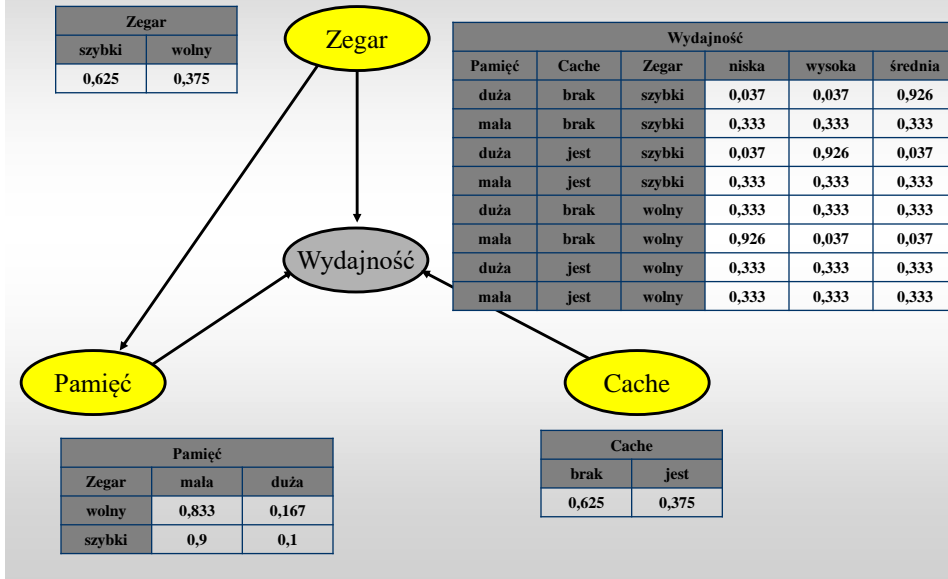 Zegar
szybki wolny
0,625 0,375
Zegar
Wydajność
Pamięć Cache Zegar niska wysoka średnia
duża brak szybki 0,037 0,037 0,926
mała brak szybki 0,333 0,333 0,333
duża jest szybki 0,037 0,926 0,037
mała jest szybki 0,333 0,333 0,333
duża brak wolny 0,333 0,333 0,333
mała brak wolny 0,926 0,037 0,037
duża jest wolny 0,333 0,333 0,333
mała jest wolny 0,333 0,333 0,333
Wydajność
Pamięć
Cache
Pamięć
Zegar mała duża
wolny 0,833 0,167
szybki 0,9 0,1
Cache
brak jest
0,625 0,375